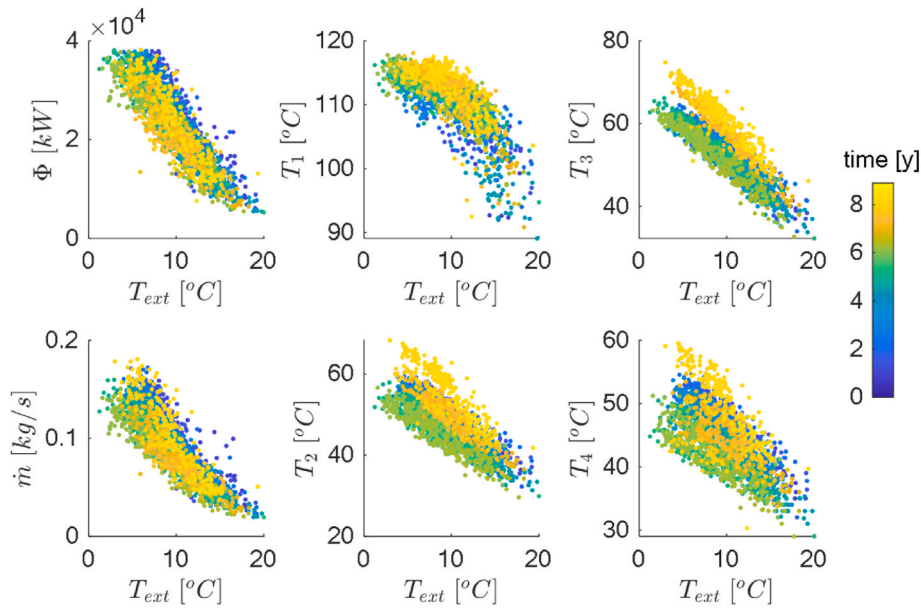 ×10⁴
4
2
0
Φ [kW]
0 10 20
T_ext [°C]
120
110
100
90
T₁ [°C]
0 10 20
T_ext [°C]
80
60
40
T₃ [°C]
0 10 20
T_ext [°C]
time [y]
8
6
4
2
0
0.2
0.1
0
ṁ [kg/s]
0 10 20
T_ext [°C]
60
40
20
T₂ [°C]
0 10 20
T_ext [°C]
60
50
40
30
T₄ [°C]
0 10 20
T_ext [°C]